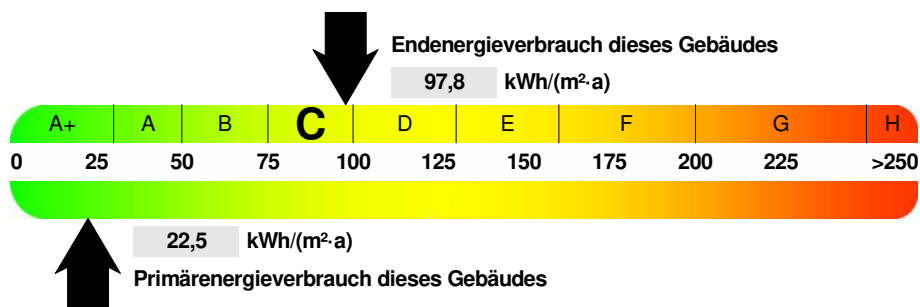 Endenergieverbrauch dieses Gebäudes
97,8 kWh/(m²·a)
A+ A B C D E F G H
0 25 50 75 100 125 150 175 200 225 >250
22,5 kWh/(m²·a)
Primärenergieverbrauch dieses Gebäudes